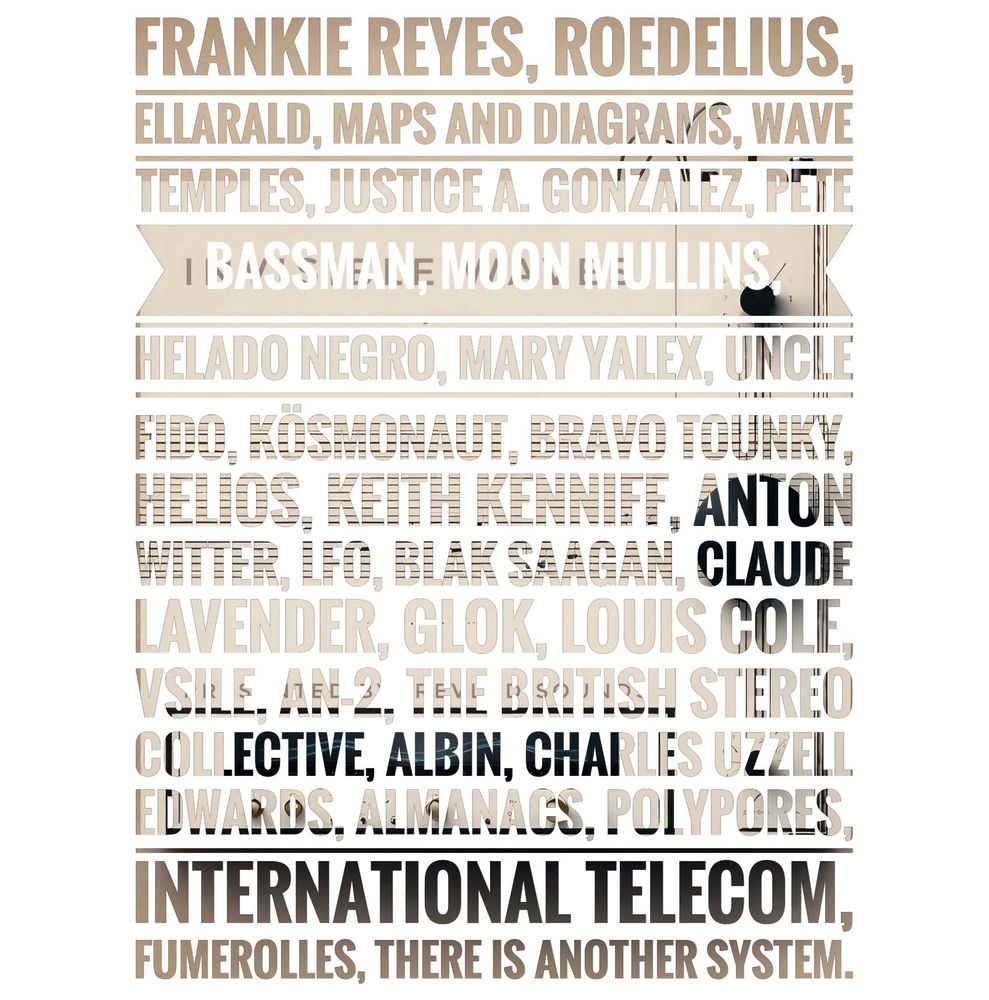 FRANKIE REYES, ROEDELIUS,
ELLARALD, MAPS AND DIAGRAMS, WAVE
TEMPLES, JUSTICE A. GONZALEZ, PETE
BASSMAN, MOON MULLINS,
INVISIBLE WAVES
HELADO NEGRO, MARY YALEX, UNCLE
FIDO, KÖSMONAUT, BRAVO TOUNKY,
HELIOS, KEITH KENNIFF, ANTON
WITTER, LFO, BLAK SAAGAN, CLAUDE
LAVENDER, GLOK, LOUIS COLE,
VSILE, AN-2, THE BRITISH STEREO
COLLECTIVE, ALBIN, CHARLES UZZELL
EDWARDS, ALMANACS, POLYPORES,
INTERNATIONAL TELECOM,
FUMEROLLES, THERE IS ANOTHER SYSTEM.